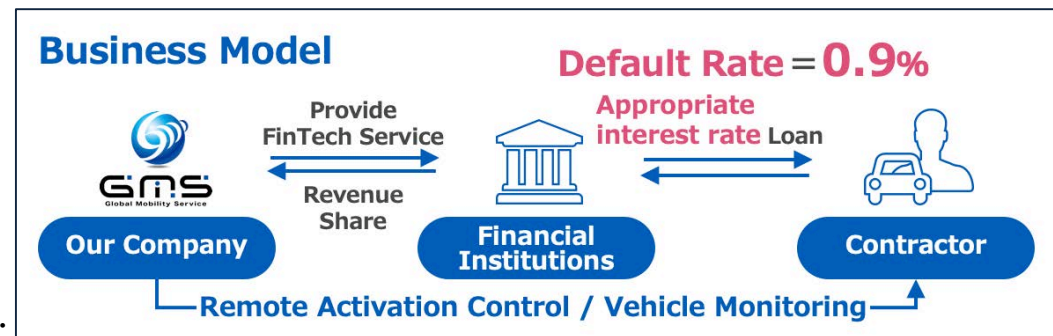 Business Model
Default Rate = 0.9%
Provide
FinTech Service
Appropriate
interest rate Loan
GMS
Global Mobility Service
Revenue
Share
Our Company
Financial
Institutions
Contractor
Remote Activation Control / Vehicle Monitoring